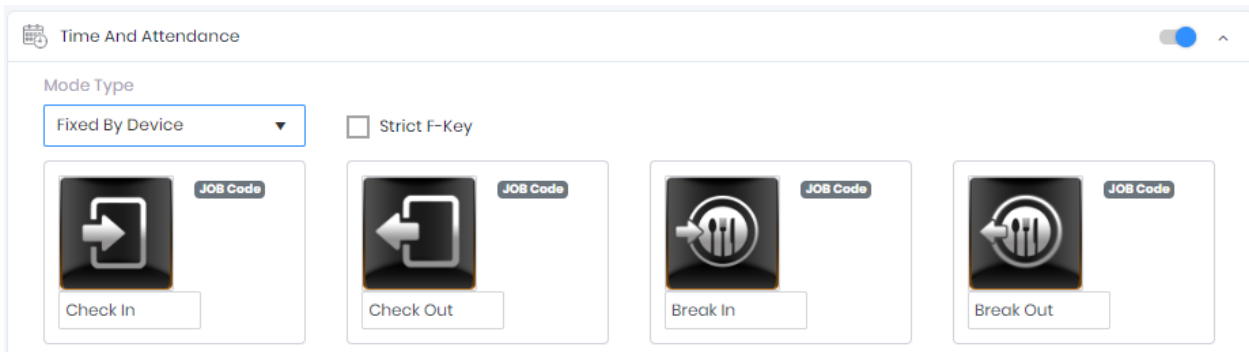 Time And Attendance
Mode Type
Fixed By Device
Strict F-Key
JOB Code
JOB Code
JOB Code
JOB Code
Check In
Check Out
Break In
Break Out